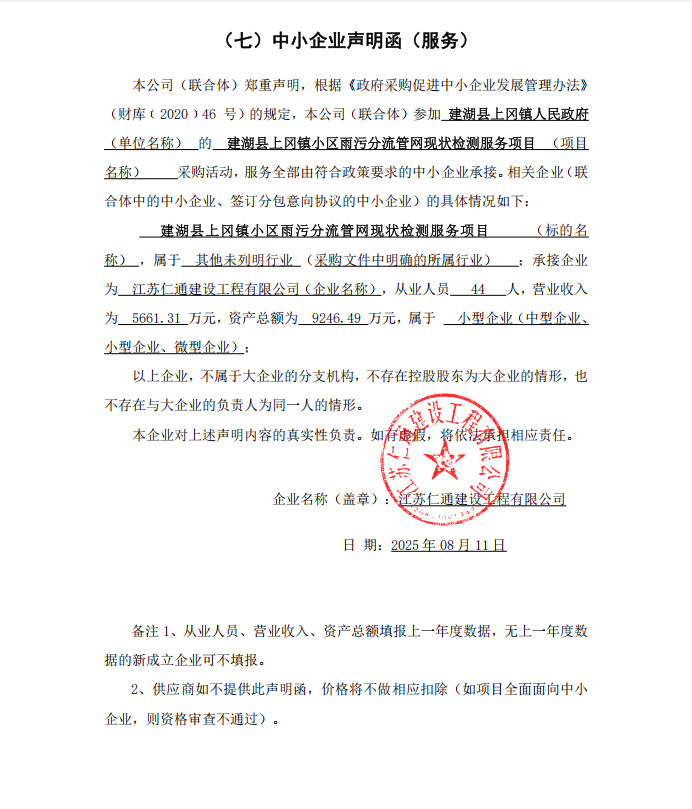 （七）中小企业声明函（服务）
本公司（联合体）郑重声明，根据《政府采购促进中小企业发展管理办法》
（财库﹝2020﹞46 号）的规定，本公司（联合体）参加 建湖县上冈镇人民政府
（单位名称） 的 建湖县上冈镇小区雨污分流管网现状检测服务项目 （项目
名称） 采购活动，服务全部由符合政策要求的中小企业承接。相关企业（联
合体中的中小企业、签订分包意向协议的中小企业）的具体情况如下：
建湖县上冈镇小区雨污分流管网现状检测服务项目 （标的名
称） ，属于 其他未列明行业 （采购文件中明确的所属行业） ；承接企业
为 江苏仁通建设工程有限公司（企业名称），从业人员 44 人，营业收入
为 5661.31 万元，资产总额为 9246.49 万元，属于 小型企业（中型企业、
小型企业、微型企业）；
以上企业，不属于大企业的分支机构，不存在控股股东为大企业的情形，也
不存在与大企业的负责人为同一人的情形。
本企业对上述声明内容的真实性负责。如有虚假，将依法承担相应责任。
江苏仁通建设工程有限公司
企业名称（盖章）：江苏仁通建设工程有限公司
日 期：2025 年 08 月 11 日
备注 1、从业人员、营业收入、资产总额填报上一年度数据，无上一年度数
据的新成立企业可不填报。
2、供应商如不提供此声明函，价格将不做相应扣除（如项目全面面向中小
企业，则资格审查不通过）。